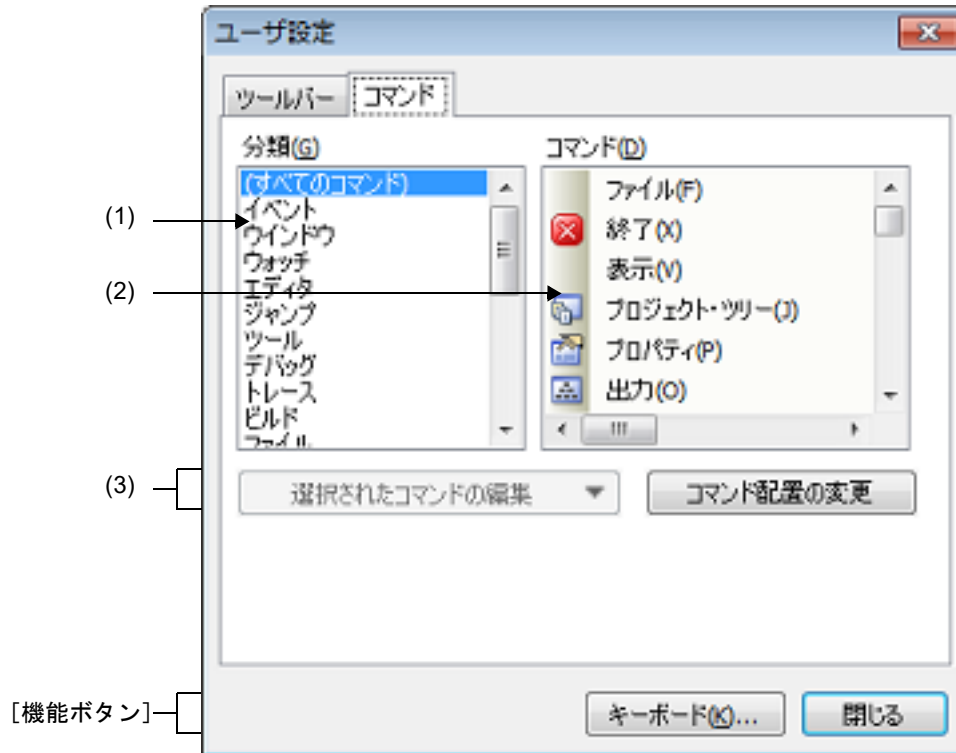 ユーザ設定
ツールバー
コマンド
分類(G)
(すべてのコマンド)
イベント
ウインドウ
ウォッチ
エディタ
ジャンプ
ツール
デバッグ
トレース
ビルド
ファイル
コマンド(D)
ファイル(F)
終了(X)
表示(V)
プロジェクト・ツリー(J)
プロパティ(P)
出力(O)
(1)
(2)
(3)
選択されたコマンドの編集
コマンド配置の変更
[機能ボタン]
キーボード(K)...
閉じる